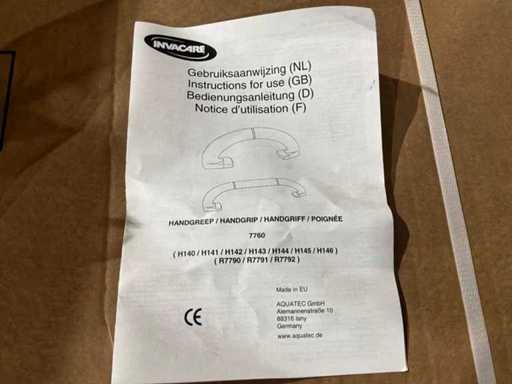 INVACARE
Gebruiksaanwijzing (NL)
Instructions for use (GB)
Bedienungsanleitung (D)
Notice d'utilisation (F)
HANDGREEP / HANDGRIP / HANDGRIFF / POIGNÉE
7760
( H140 / H141 / H142 / H143 / H144 / H145 / H146 )
( R7790 / R7791 / R7792 )
Made in EU
AQUATEC GmbH
Alemannenstraße 10
88316 Isny
Germany
www.aquatec.de
CE